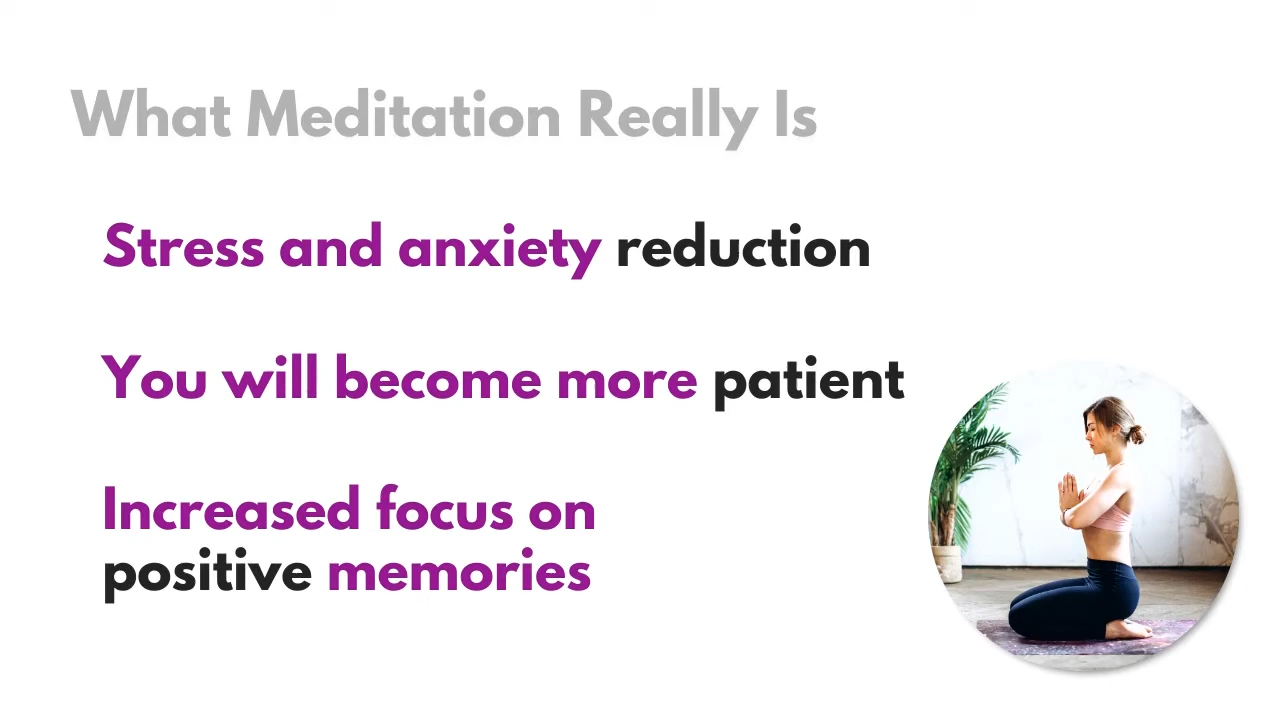 What Meditation Really Is
Stress and anxiety reduction
You will become more patient
Increased focus on
positive memories